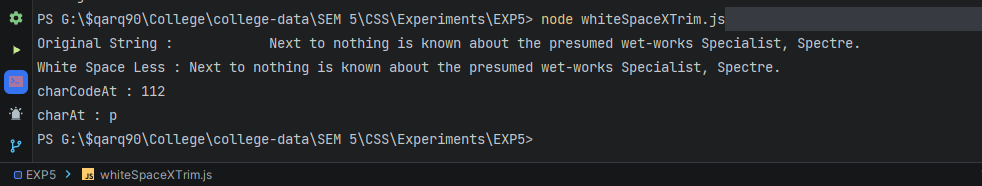 PS G:\$qarq90\College\college-data\SEM 5\CSS\Experiments\EXP5> node whiteSpaceXTrim.js
Original String :            Next to nothing is known about the presumed wet-works Specialist, Spectre.
White Space Less : Next to nothing is known about the presumed wet-works Specialist, Spectre.
charCodeAt : 112
charAt : p
PS G:\$qarq90\College\college-data\SEM 5\CSS\Experiments\EXP5>
EXP5 > JS whiteSpaceXTrim.js